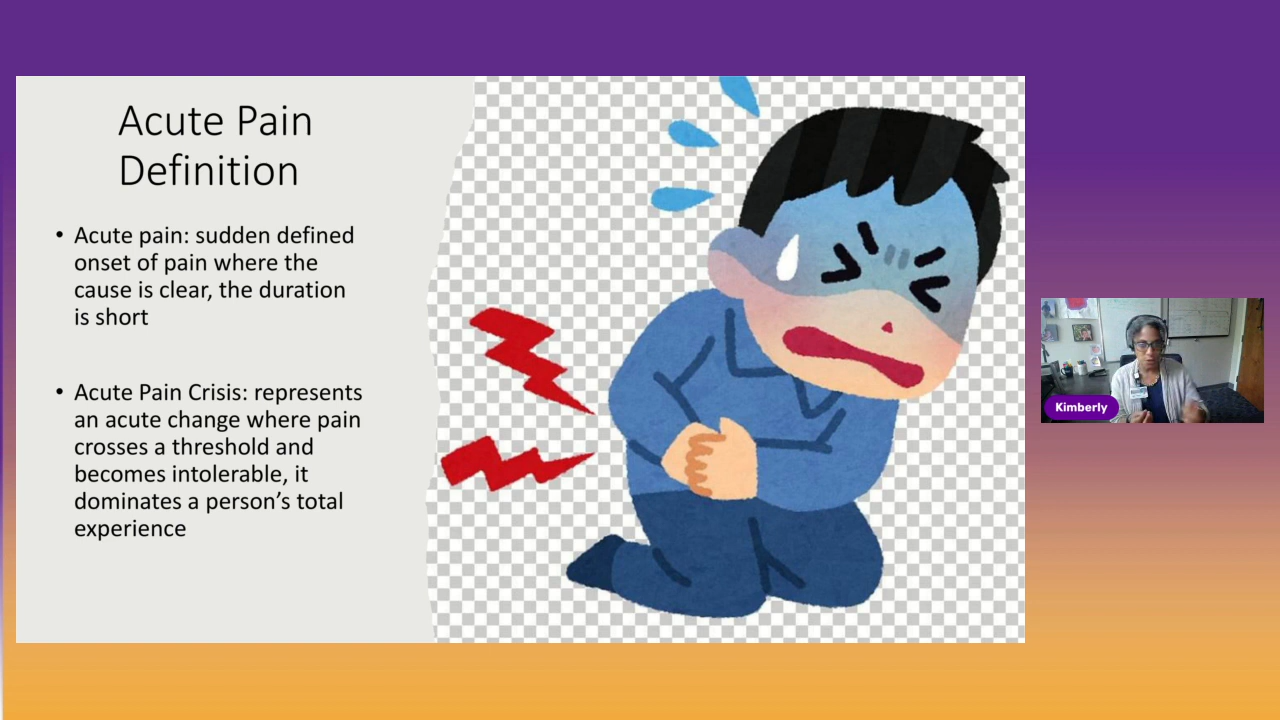 Acute Pain
Definition
• Acute pain: sudden defined
onset of pain where the
cause is clear, the duration
is short
• Acute Pain Crisis: represents
an acute change where pain
crosses a threshold and
becomes intolerable, it
dominates a person’s total
experience
Kimberly